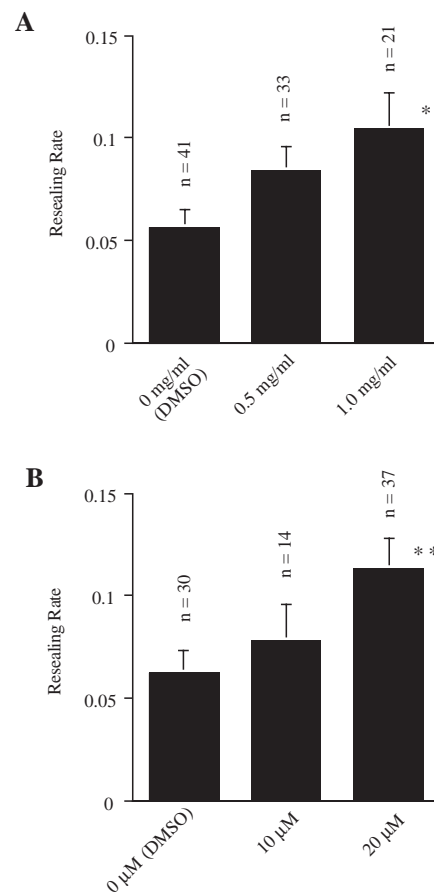 A
0.15
0.1
0.05
0
Resealing Rate
n = 41
n = 33
n = 21
*
0 mg/ml
(DMSO)
0.5 mg/ml
1.0 mg/ml
B
0.15
0.1
0.05
0
Resealing Rate
n = 30
n = 14
n = 37
* *
0 µM (DMSO)
10 µM
20 µM